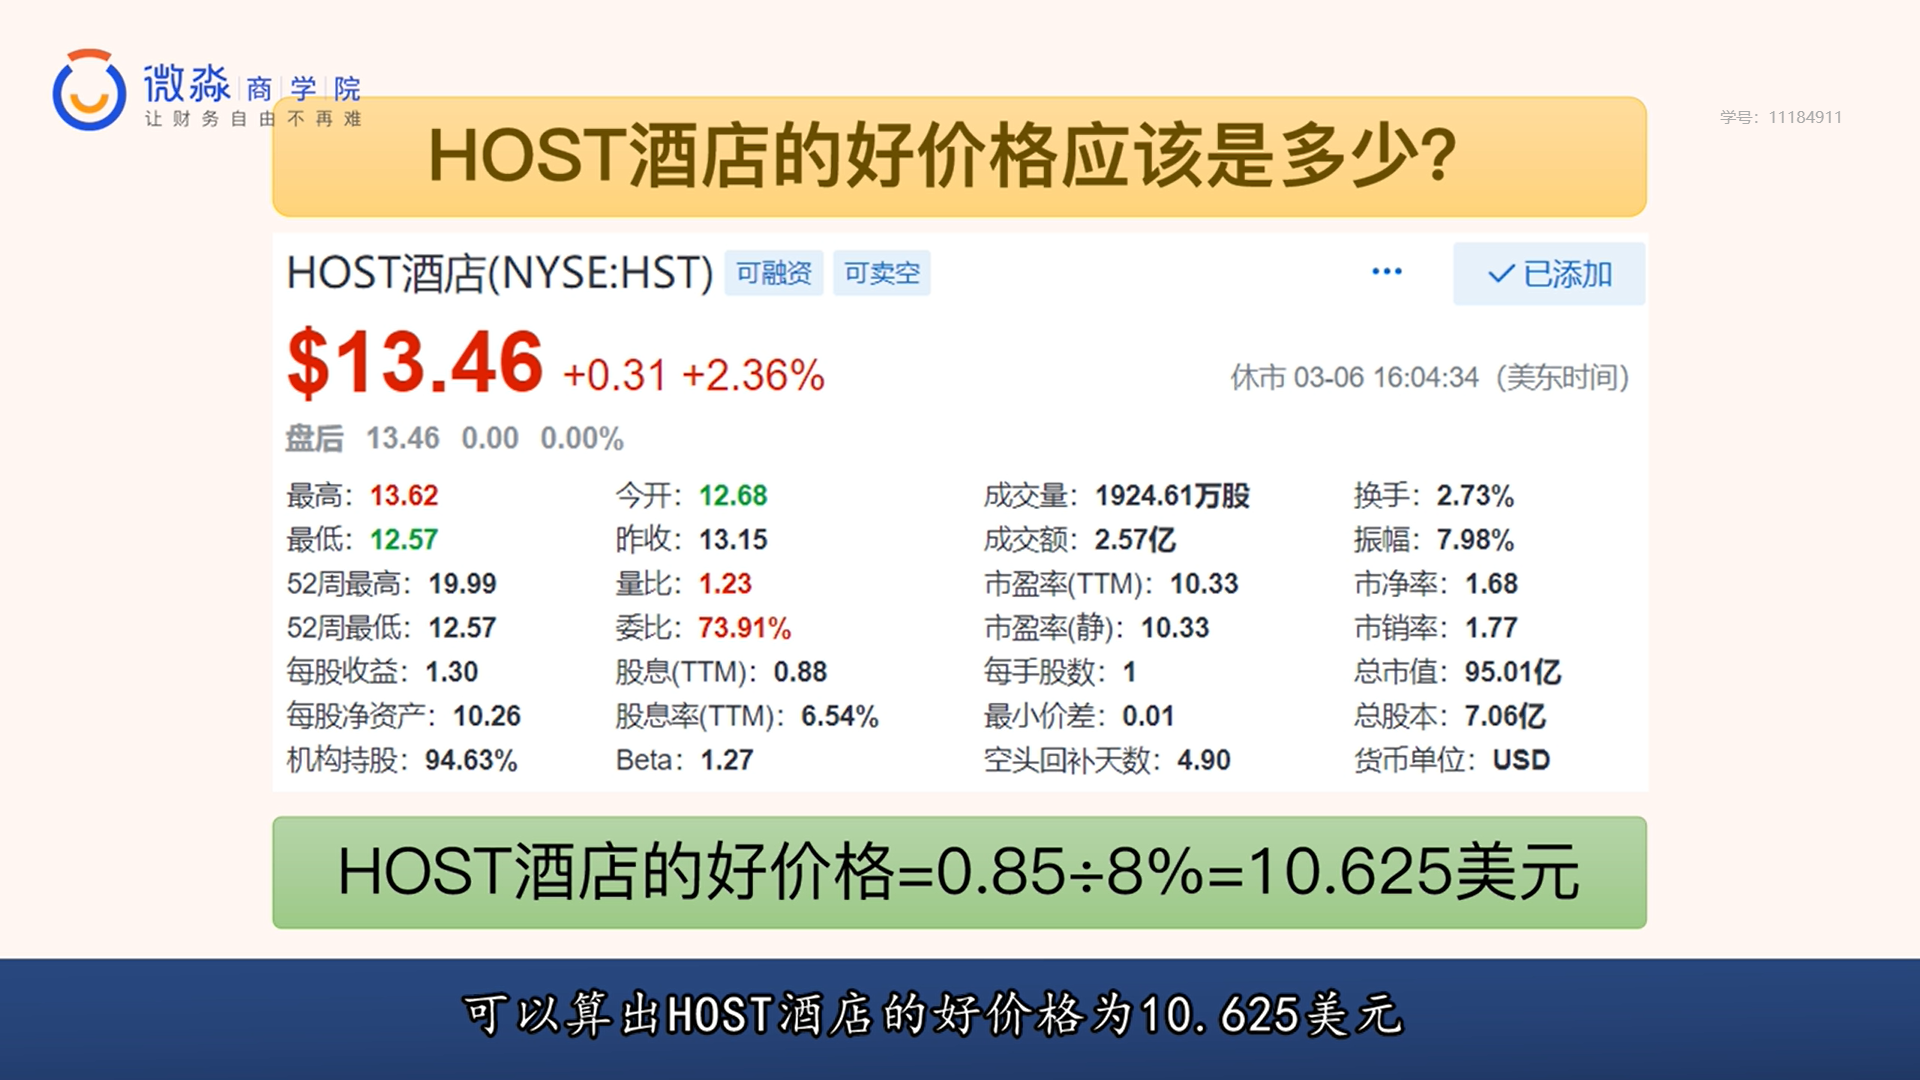 微淼 商学院
让财务自由不再难
学号：11184911
HOST酒店的好价格应该是多少?
HOST酒店(NYSE:HST) 可融资 可卖空 ··· ✓已添加
$13.46 +0.31 +2.36% 休市 03-06 16:04:34（美东时间）
盘后 13.46 0.00 0.00%
最高：13.62 今开：12.68 成交量：1924.61万股 换手：2.73%
最低：12.57 昨收：13.15 成交额：2.57亿 振幅：7.98%
52周最高：19.99 量比：1.23 市盈率(TTM)：10.33 市净率：1.68
52周最低：12.57 委比：73.91% 市盈率(静)：10.33 市销率：1.77
每股收益：1.30 股息(TTM)：0.88 每手股数：1 总市值：95.01亿
每股净资产：10.26 股息率(TTM)：6.54% 最小价差：0.01 总股本：7.06亿
机构持股：94.63% Beta：1.27 空头回补天数：4.90 货币单位：USD
HOST酒店的好价格=0.85÷8%=10.625美元
可以算出HOST酒店的好价格为10.625美元